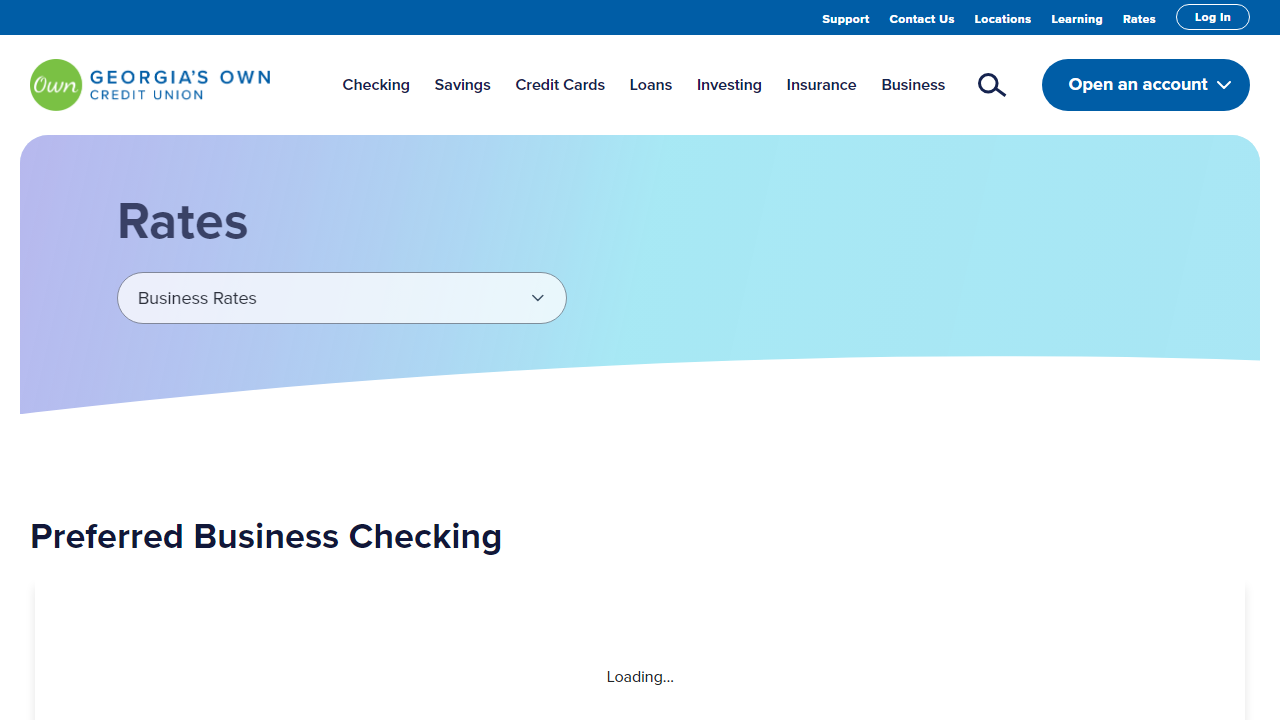 Support Contact Us Locations Learning Rates Log In
Own GEORGIA'S OWN
CREDIT UNION
Checking Savings Credit Cards Loans Investing Insurance Business Open an account
Rates
Business Rates
Preferred Business Checking
Loading...